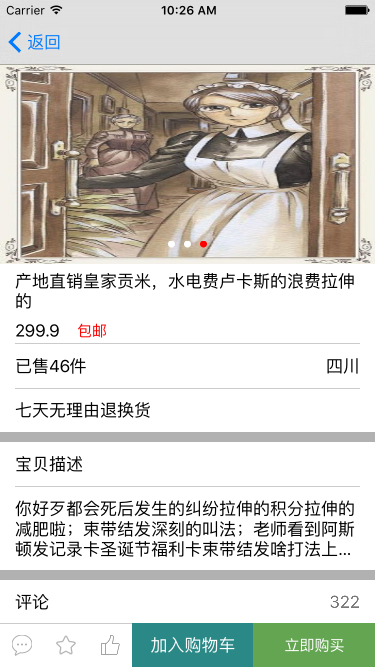 Carrier 10:26 AM
返回
产地直销皇家贡米，水电费卢卡斯的浪费拉伸
的
299.9 包邮
已售46件 四川
七天无理由退换货
宝贝描述
你好歹都会死后发生的纠纷拉伸的积分拉伸的
减肥啦；束带结发深刻的叫法；老师看到阿斯
顿发记录卡圣诞节福利卡束带结发啥打法上...
评论 322
加入购物车 立即购买